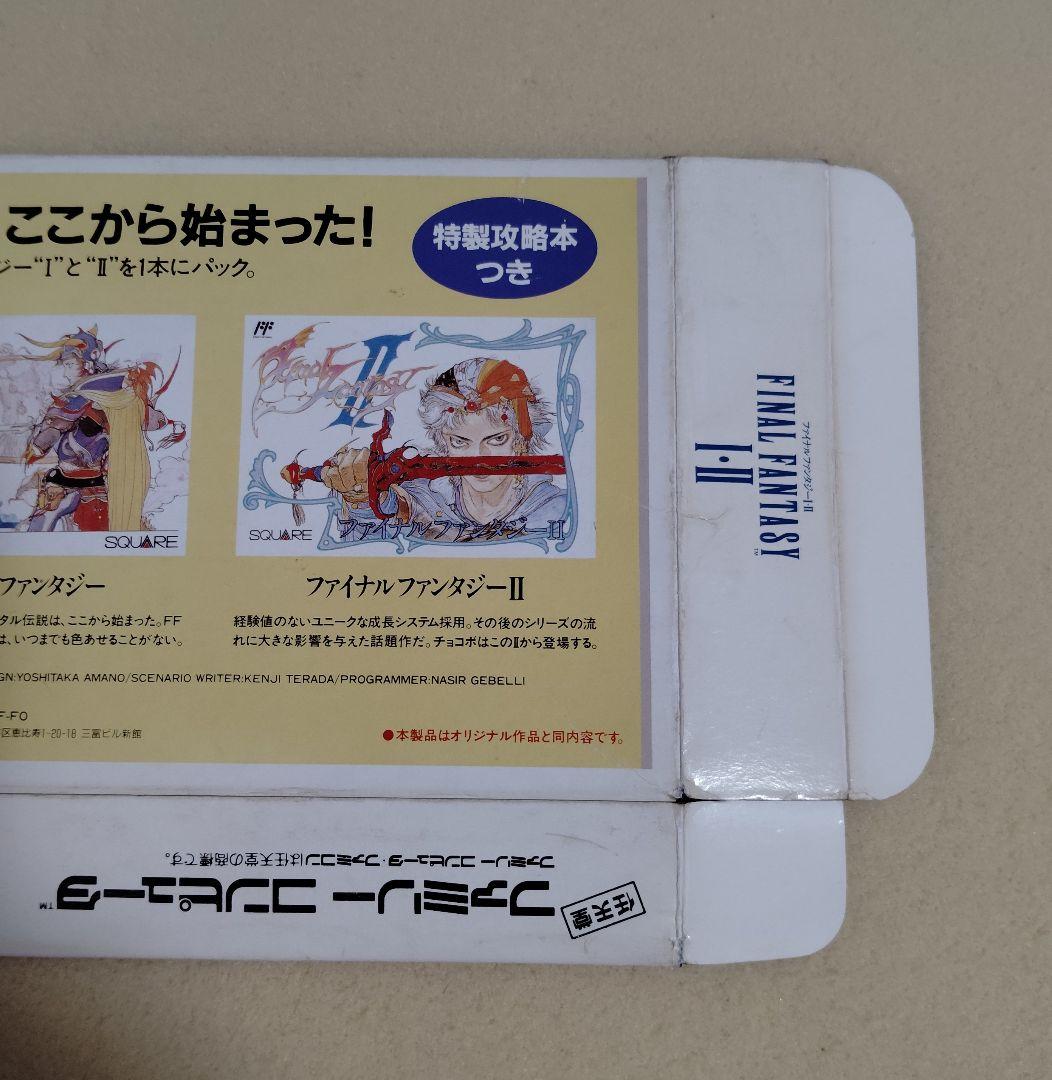 ここから始まった!
ジー“I”と“II”を1本にパック。
特製攻略本
つき
SQUARE
FF
Final Fantasy
II
SQUARE
ファイナルファンタジーII
ファンタジー
タル伝説は、ここから始まった。FF
は、いつまでも色あせることがない。
ファイナルファンタジーII
経験値のないユニークな成長システム採用。その後のシリーズの流
れに大きな影響を与えた話題作だ。チョコボはこのIIから登場する。
GN:YOSHITAKA AMANO/SCENARIO WRITER:KENJI TERADA/PROGRAMMER:NASIR GEBELLI
F-FO
区恵比寿1-20-18 三富ビル新館
●本製品はオリジナル作品と同内容です。
ファイナルファンタジーI・II
FINAL FANTASY™
I・II
任天堂
ファミリー コンピュータ™
ファミリー コンピュータ・ファミコンは任天堂の商標です。